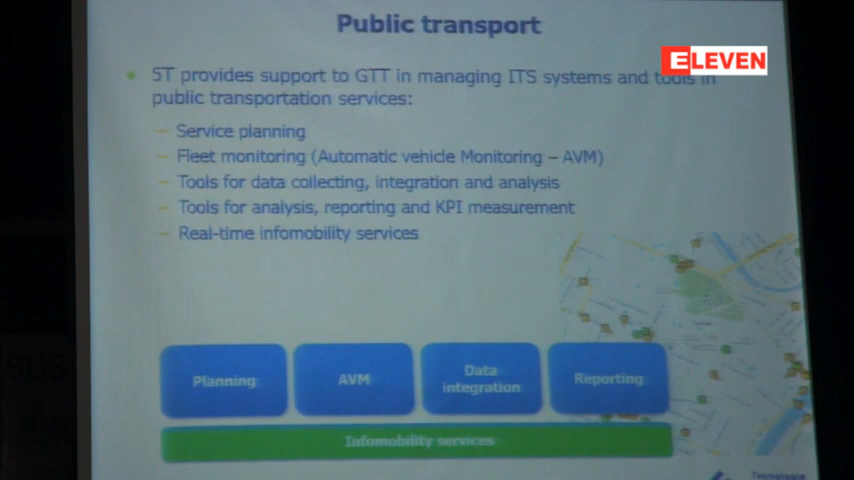 Public transport
ELEVEN
5T provides support to GTT in managing ITS systems and tools in
public transportation services:
– Service planning
– Fleet monitoring (Automatic vehicle Monitoring – AVM)
– Tools for data collecting, integration and analysis
– Tools for analysis, reporting and KPI measurement
– Real-time infomobility services
Planning
AVM
Data
integration
Reporting
Infomobility services
Tecnologie